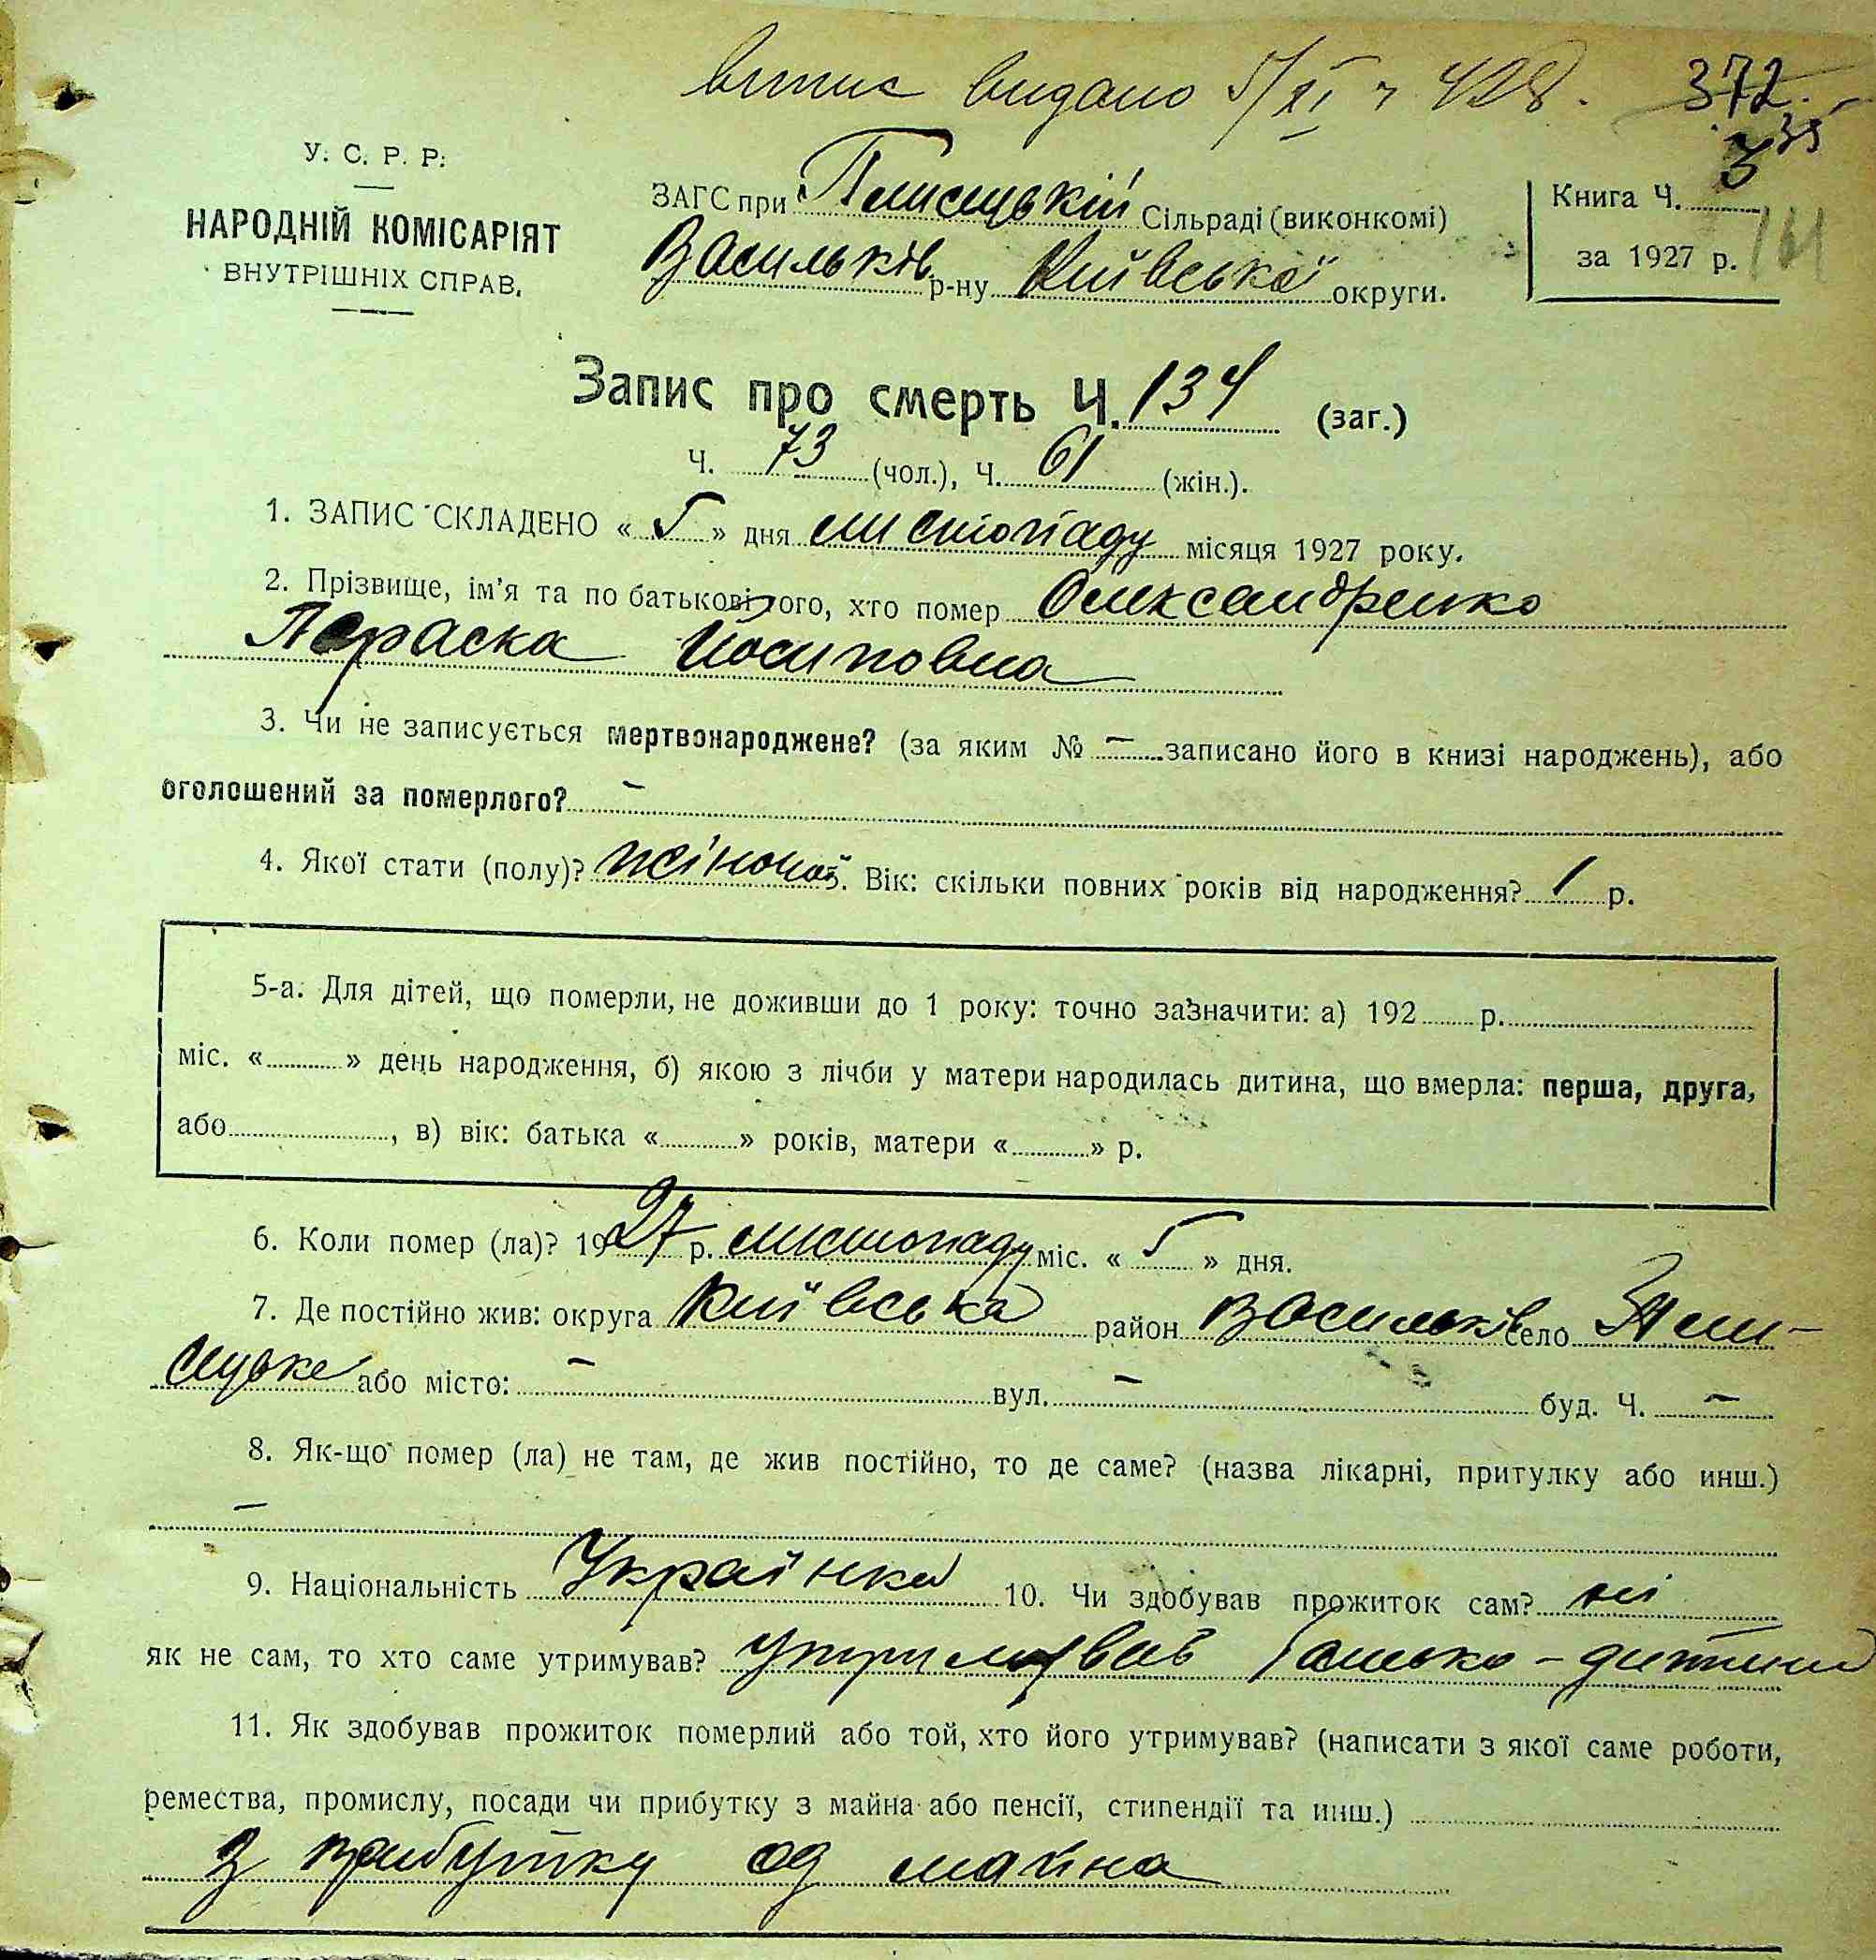 витис видано 5/XI ч 428. 372.
35
У. С. Р. Р.
НАРОДНІЙ КОМІСАРІЯТ
ВНУТРІШНІХ СПРАВ.
ЗАГС при Плисецькій Сільраді (виконкомі)
Васильків. р-ну Київської округи.
Книга Ч. 3
за 1927 р.
Запис про смерть Ч. 134 (заг.)
Ч. 73 (чол.), Ч. 61 (жін.).
1. ЗАПИС СКЛАДЕНО « 5 » дня листопаду місяця 1927 року.
2. Прізвище, ім'я та по батькові того, хто помер Олександренко
Параска Йосиповна
3. Чи не записується мертвонароджене? (за яким № — записано його в книзі народжень), або
оголошений за померлого? —
4. Якої стати (полу)? жіночої 5. Вік: скільки повних років від народження? 1 р.
5-а. Для дітей, що померли, не доживши до 1 року: точно зазначити: а) 192 р.
міс. « » день народження, б) якою з лічби у матери народилась дитина, що вмерла: перша, друга,
або , в) вік: батька « » років, матери « » р.
6. Коли помер (ла)? 1927 р. листопаду міс. « 5 » дня.
7. Де постійно жив: округа Київська район Васильків село Пли-
сецьке або місто: — вул. — буд. Ч. —
8. Як-що помер (ла) не там, де жив постійно, то де саме? (назва лікарні, притулку або инш.)
—
9. Національність Українка 10. Чи здобував прожиток сам? ні
як не сам, то хто саме утримував? утримував батько - дитина
11. Як здобував прожиток померлий або той, хто його утримував? (написати з якої саме роботи,
ремества, промислу, посади чи прибутку з майна або пенсії, стипендії та инш.)
з прибутку од майна